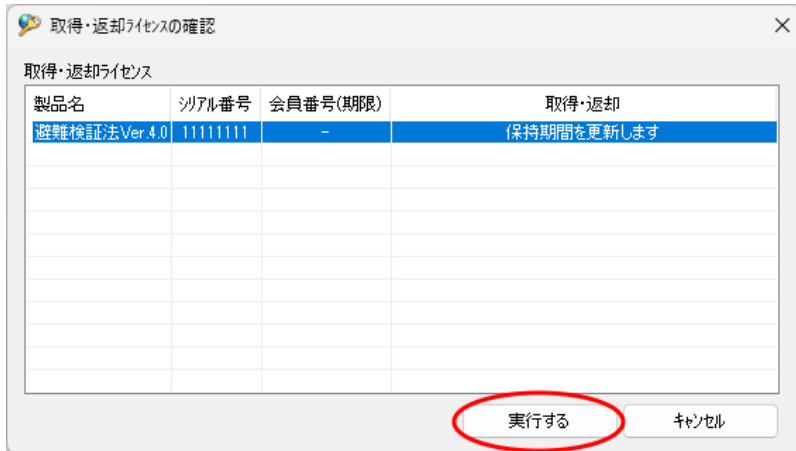 取得・返却ﾗｲｾﾝｽの確認
取得・返却ﾗｲｾﾝｽ
製品名 ｼﾘｱﾙ番号 会員番号(期限) 取得・返却
避難検証法Ver.4.0 11111111 － 保持期間を更新します
実行する ｷｬﾝｾﾙ